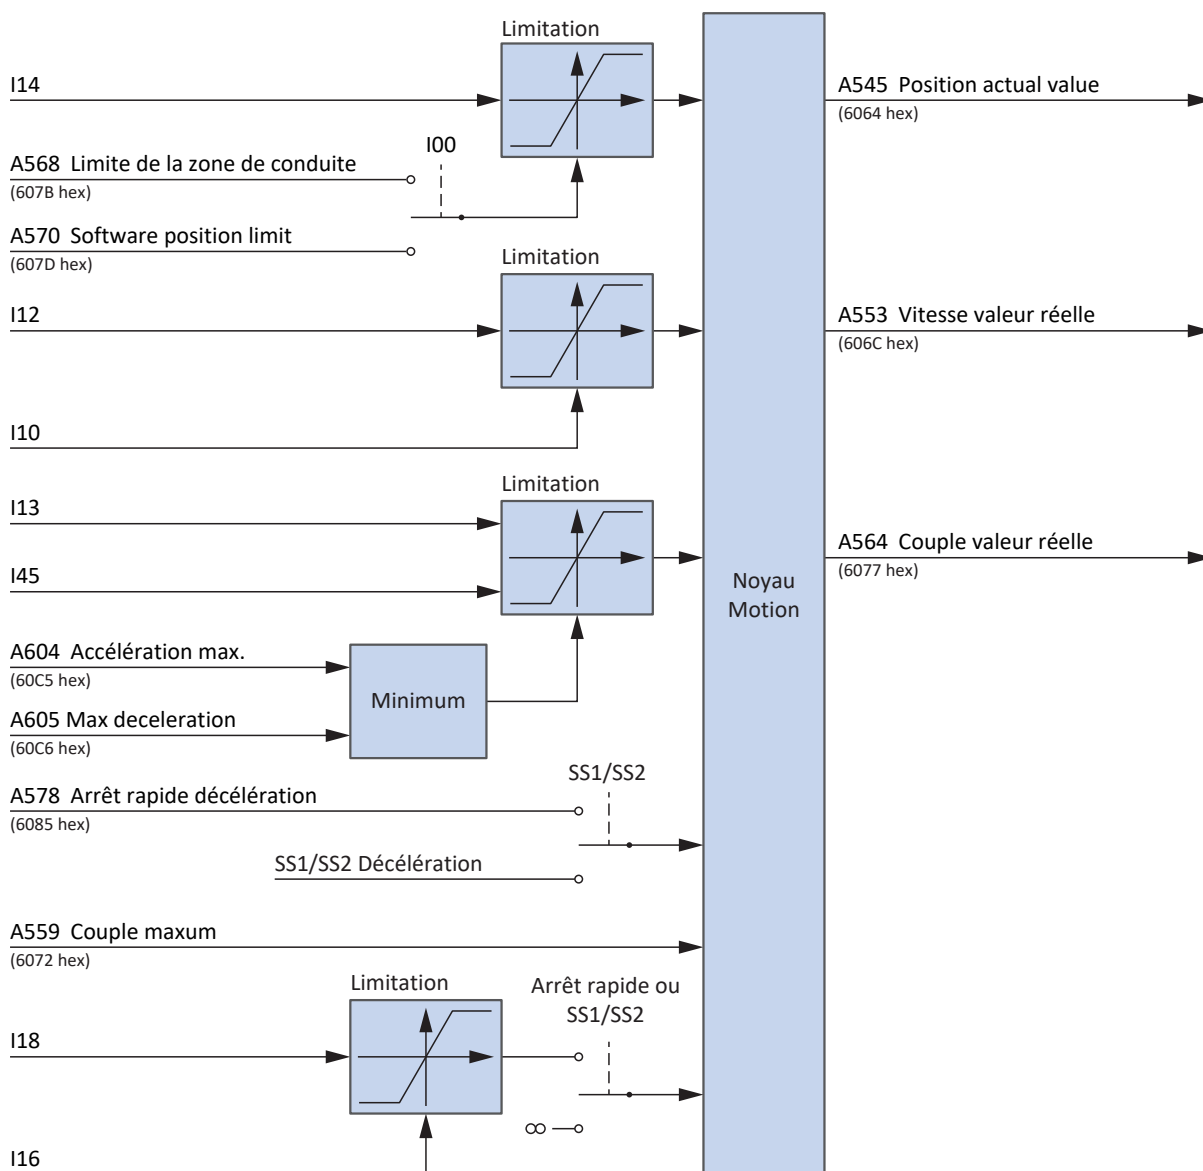 Limitation
I14
A545 Position actual value
(6064 hex)
I00
A568 Limite de la zone de conduite
(607B hex)
A570 Software position limit
(607D hex)
Limitation
I12
A553 Vitesse valeur réelle
(606C hex)
I10
Limitation
I13
A564 Couple valeur réelle
(6077 hex)
I45
Noyau
Motion
A604 Accélération max.
(60C5 hex)
Minimum
A605 Max deceleration
(60C6 hex)
SS1/SS2
A578 Arrêt rapide décélération
(6085 hex)
SS1/SS2 Décélération
A559 Couple maxum
(6072 hex)
Limitation
Arrêt rapide ou
SS1/SS2
I18
∞
I16